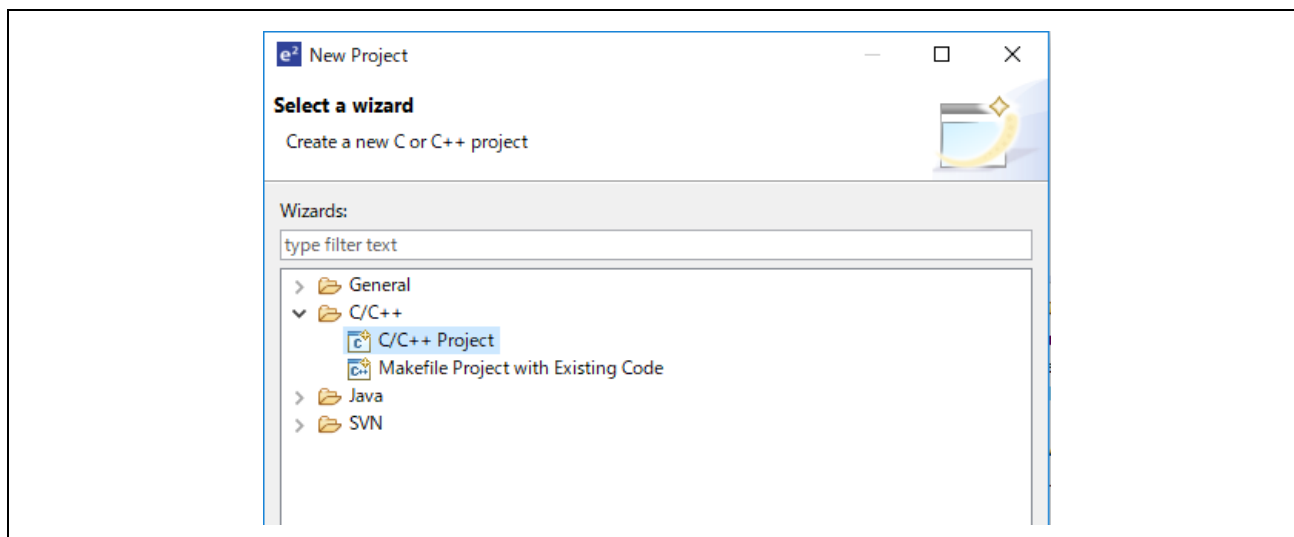 e² New Project
Select a wizard
Create a new C or C++ project
Wizards:
type filter text
General
C/C++
C/C++ Project
Makefile Project with Existing Code
Java
SVN